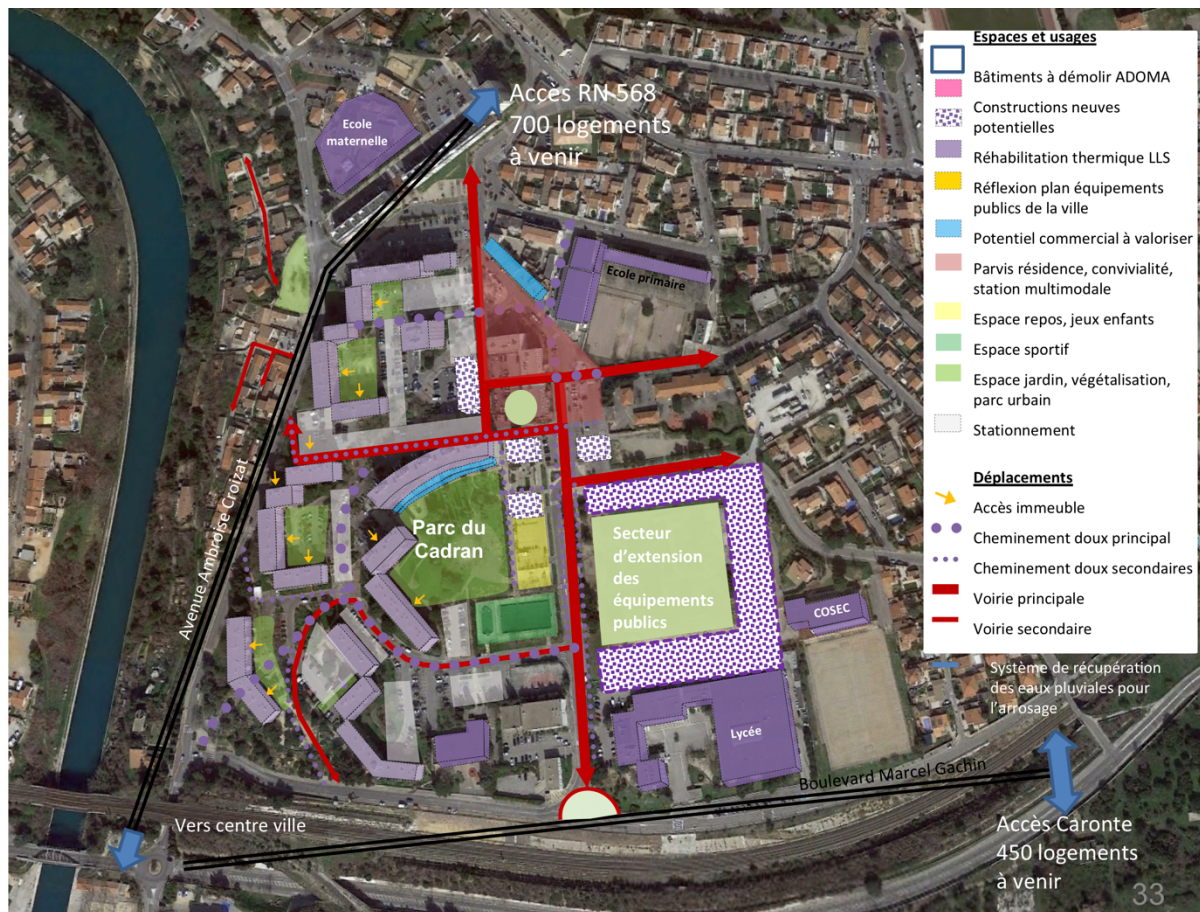 Accès RN-568
700 logements
à venir
Ecole
maternelle
Ecole primaire
Avenue Ambroise Croizat
Parc du
Cadran
Secteur
d'extension
des
équipements
publics
COSEC
Lycée
Boulevard Marcel Gachin
Vers centre ville
Accès Caronte
450 logements
à venir
33
Espaces et usages
Bâtiments à démolir ADOMA
Constructions neuves
potentielles
Réhabilitation thermique LLS
Réflexion plan équipements
publics de la ville
Potentiel commercial à valoriser
Parvis résidence, convivialité,
station multimodale
Espace repos, jeux enfants
Espace sportif
Espace jardin, végétalisation,
parc urbain
Stationnement
Déplacements
Accès immeuble
Cheminement doux principal
Cheminement doux secondaires
Voirie principale
Voirie secondaire
Système de récupération
des eaux pluviales pour
l'arrosage